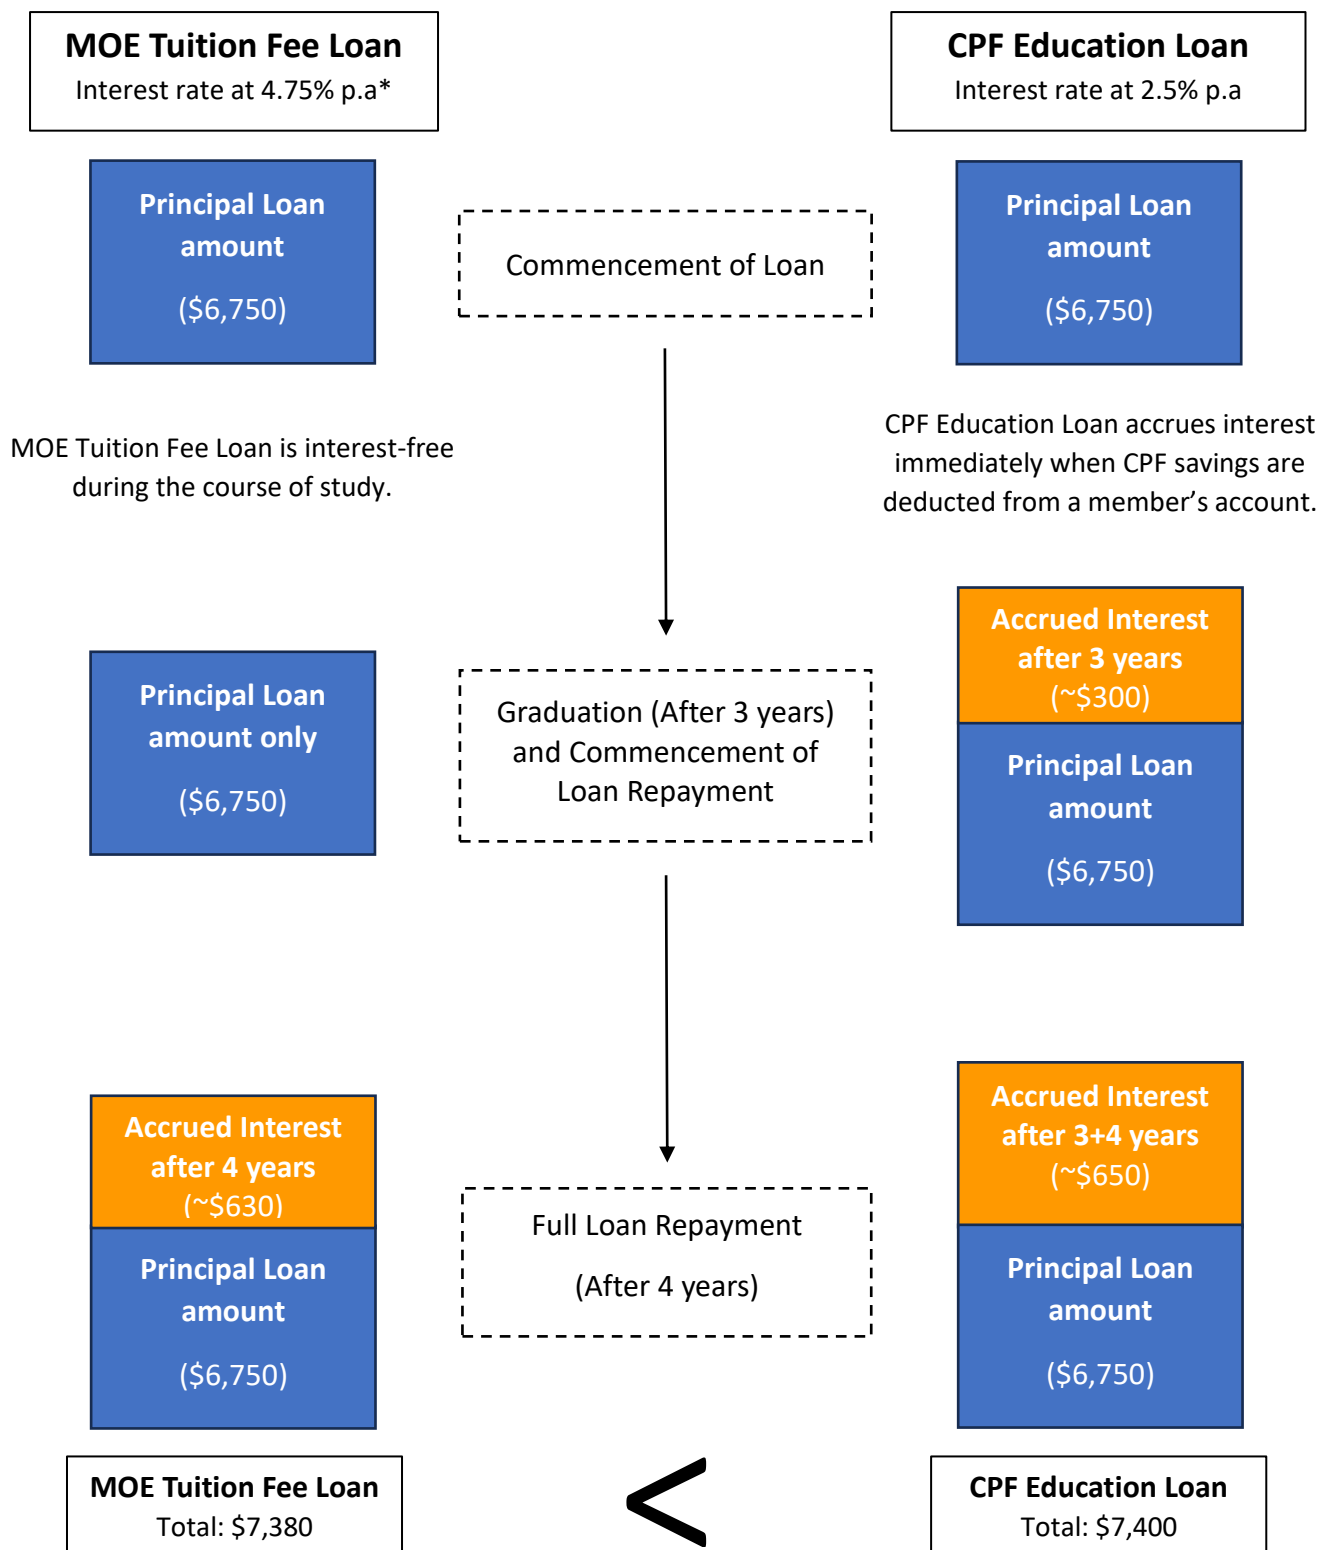 MOE Tuition Fee Loan
Interest rate at 4.75% p.a*
CPF Education Loan
Interest rate at 2.5% p.a
Principal Loan
amount
($6,750)
Commencement of Loan
Principal Loan
amount
($6,750)
MOE Tuition Fee Loan is interest-free
during the course of study.
CPF Education Loan accrues interest
immediately when CPF savings are
deducted from a member’s account.
Principal Loan
amount only
($6,750)
Graduation (After 3 years)
and Commencement of
Loan Repayment
Accrued Interest
after 3 years
(~$300)
Principal Loan
amount
($6,750)
Accrued Interest
after 4 years
(~$630)
Principal Loan
amount
($6,750)
Full Loan Repayment
(After 4 years)
Accrued Interest
after 3+4 years
(~$650)
Principal Loan
amount
($6,750)
MOE Tuition Fee Loan
Total: $7,380
<
CPF Education Loan
Total: $7,400